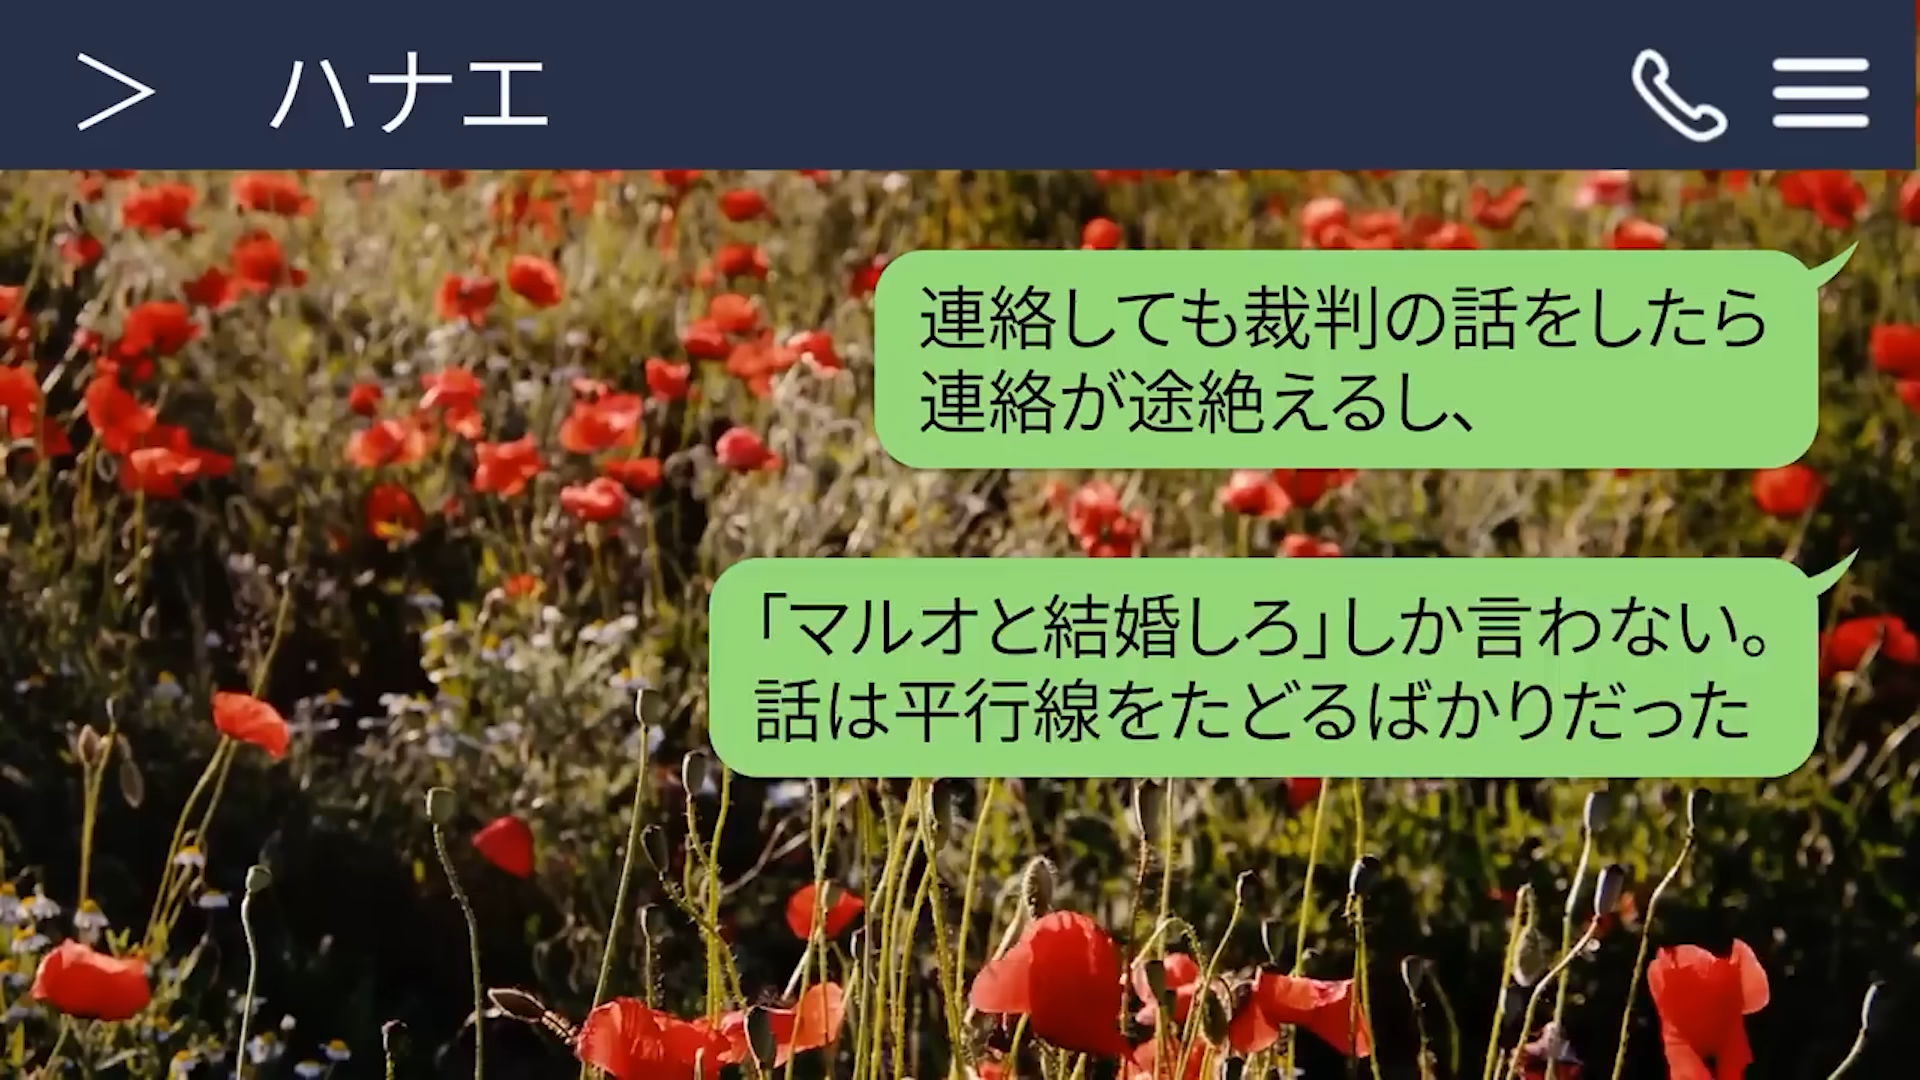 ＞　ハナエ
連絡しても裁判の話をしたら
連絡が途絶えるし、
「マルオと結婚しろ」しか言わない。
話は平行線をたどるばかりだった